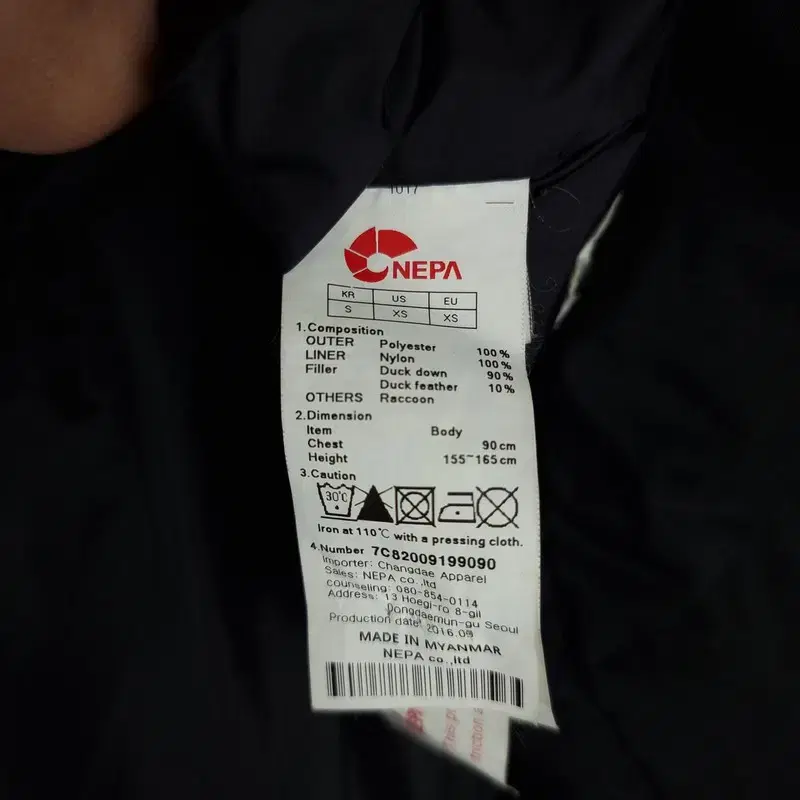 1017
NEPA
KR US EU
S XS XS
1.Composition
OUTER Polyester 100%
LINER Nylon 100%
Filler Duck down 90%
Duck feather 10%
OTHERS Raccoon
2.Dimension
Item Body
Chest 90cm
Height 155~165cm
3.Caution
30℃
Iron at 110℃ with a pressing cloth.
4.Number 7C82009199090
Importer: Changdae Apparel
Sales: NEPA co.,ltd
counseling: 080-854-0114
Address: 13 Hoegi-ro 8-gil
Dongdaemun-gu Seoul
Production date: 2016.09
MADE IN MYANMAR
NEPA co.,ltd